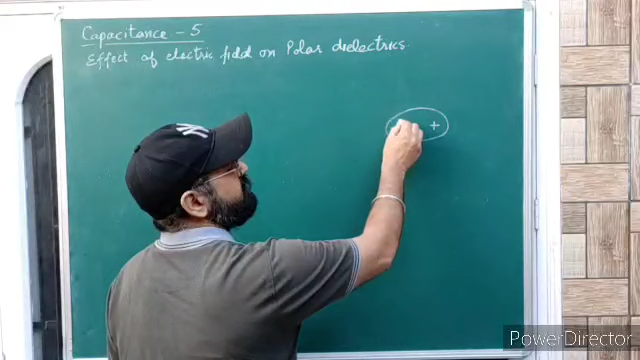 Capacitance - 5
Effect of electric field on Polar dielectrics.
+
PowerDirector